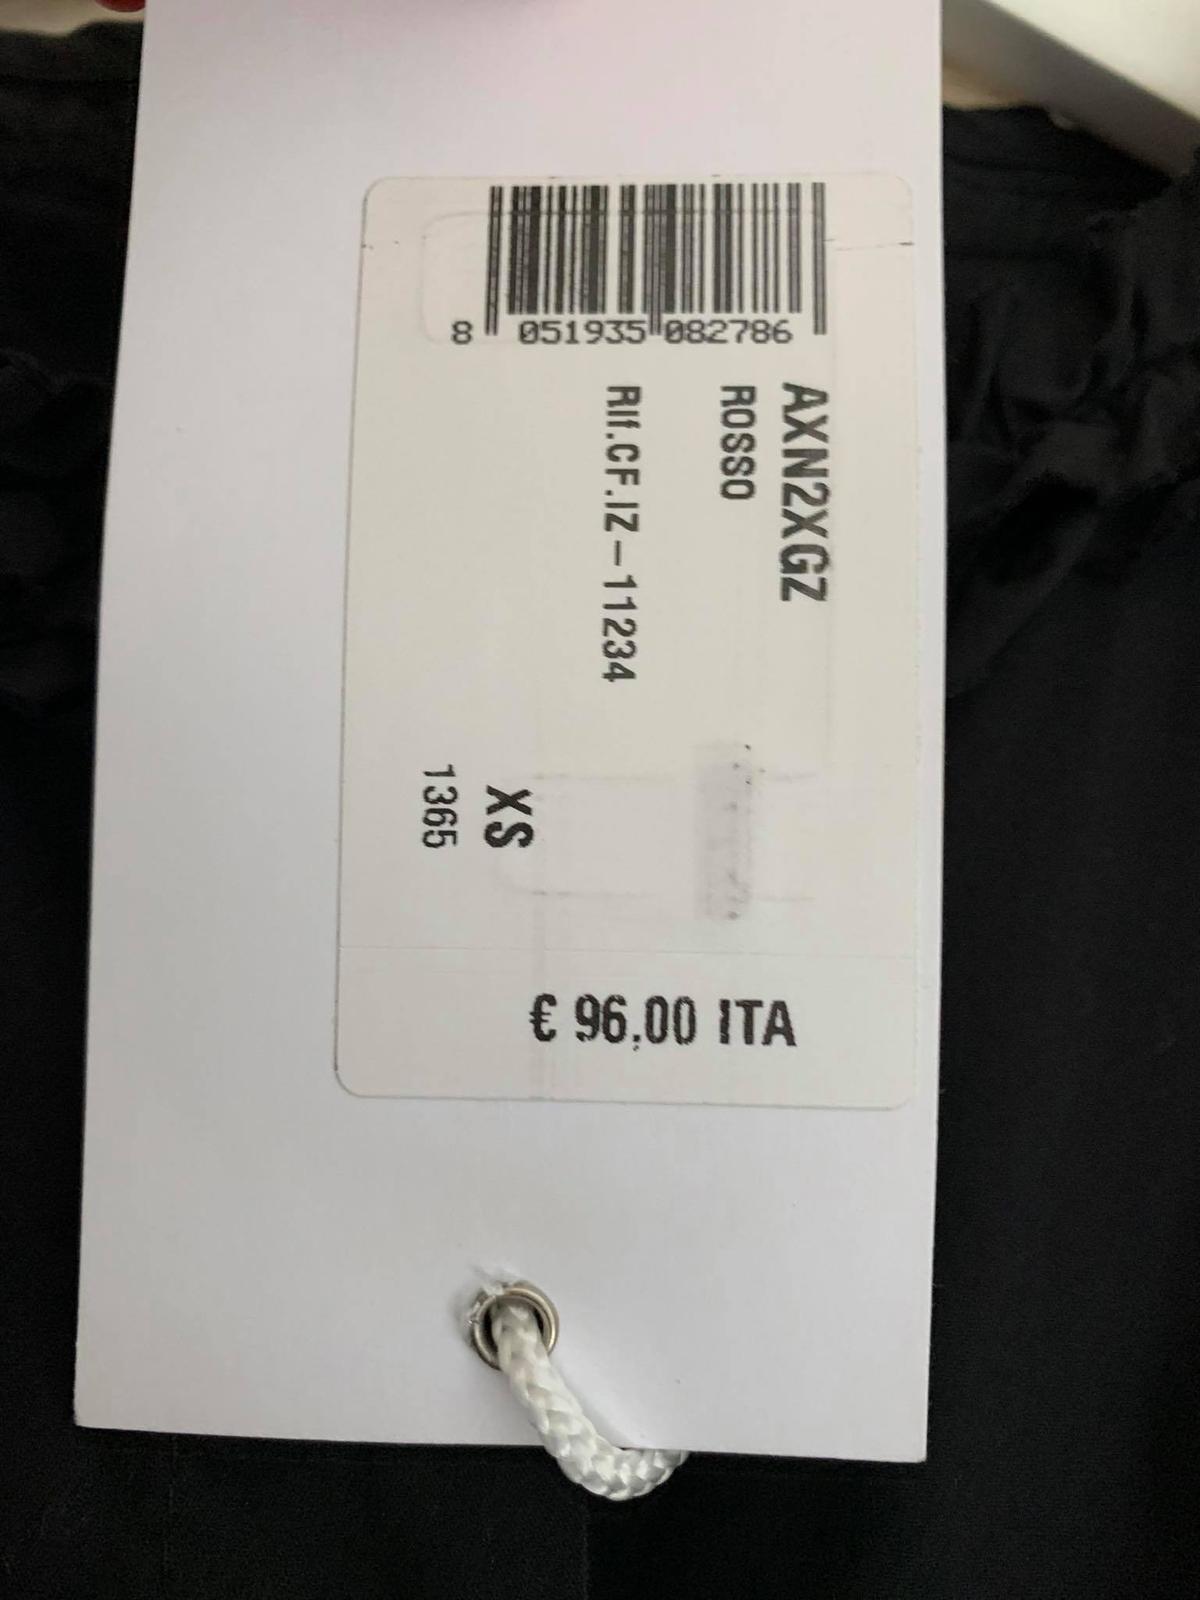 8 051935 082786
AXN2XGZ
ROSSO
Rif.CF.IZ-11234
XS
1365
€ 96.00 ITA